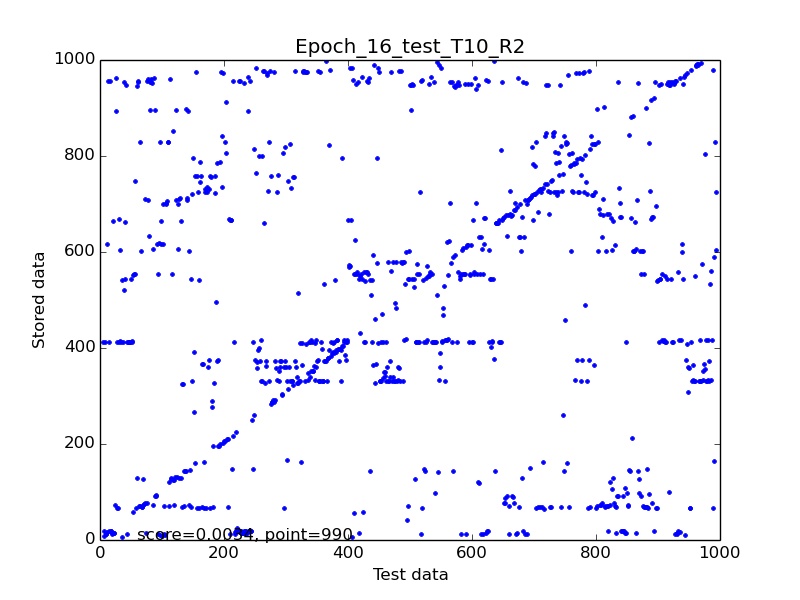 Epoch_16_test_T10_R2
1000
800
600
400
200
0
Stored data
score=0.0034, point=990
0 200 400 600 800 1000
Test data